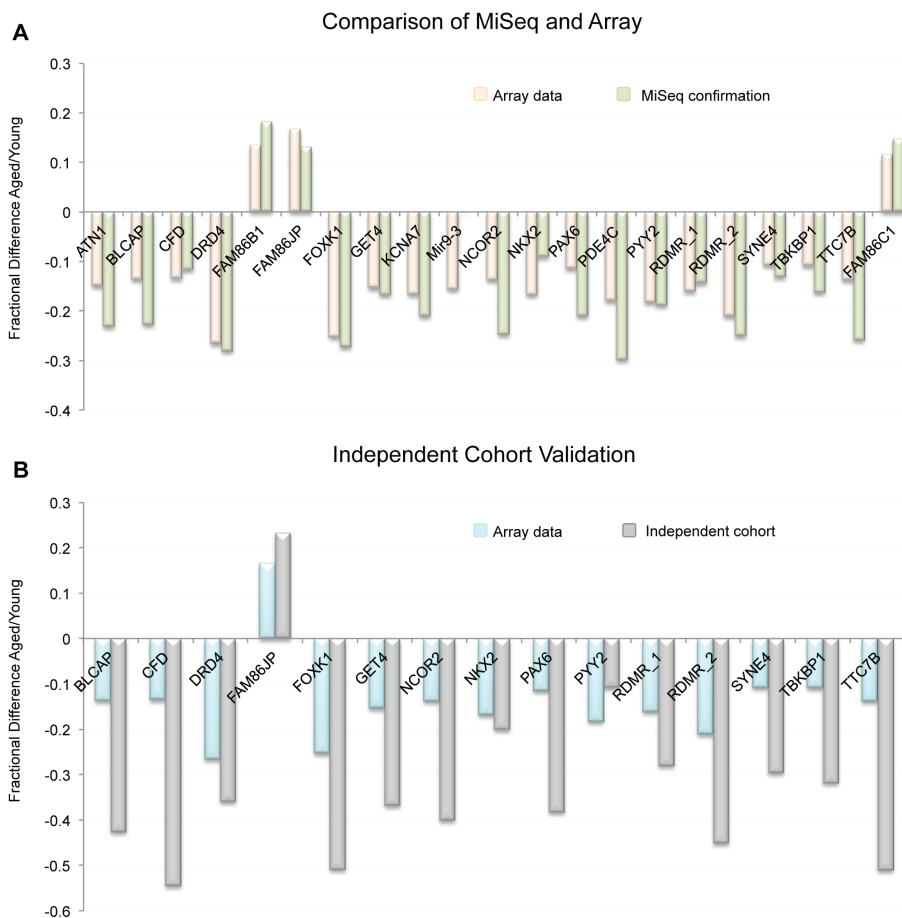 A
Comparison of MiSeq and Array
Fractional Difference Aged/Young
0.3
0.2
0.1
0
-0.1
-0.2
-0.3
-0.4
Array data
MiSeq confirmation
ATN1
BLCAP
CFD
DRD4
FAM86B1
FAM86JP
FOXK1
GET4
KCNA7
Mir9-3
NCOR2
NKX2
PAX6
PDE4C
PYY2
RDMR_1
RDMR_2
SYNE4
TBKBP1
TTC7B
FAM86C1
B
Independent Cohort Validation
Fractional Difference Aged/Young
0.3
0.2
0.1
0
-0.1
-0.2
-0.3
-0.4
-0.5
-0.6
Array data
Independent cohort
BLCAP
CFD
DRD4
FAM86JP
FOXK1
GET4
NCOR2
NKX2
PAX6
PYY2
RDMR_1
RDMR_2
SYNE4
TBKBP1
TTC7B